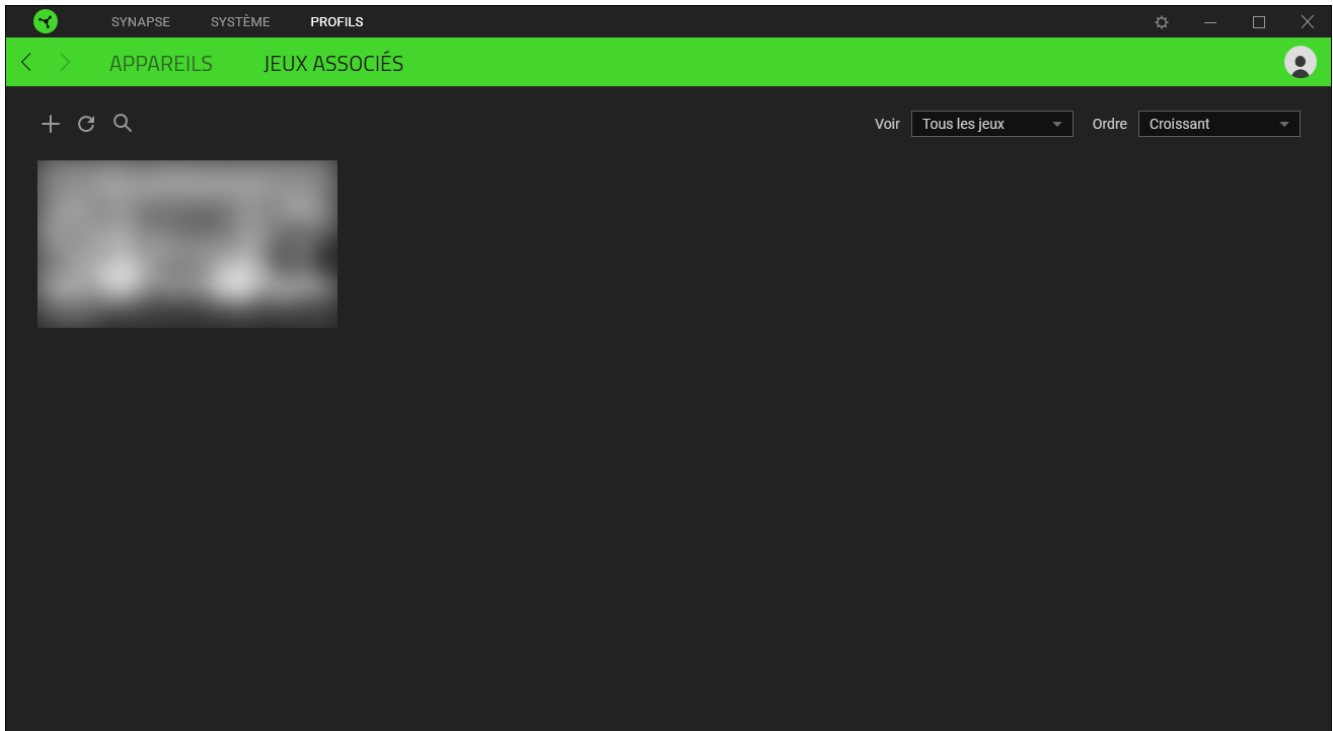 SYNAPSE SYSTÈME PROFILS
APPAREILS JEUX ASSOCIÉS
Voir Tous les jeux Ordre Croissant